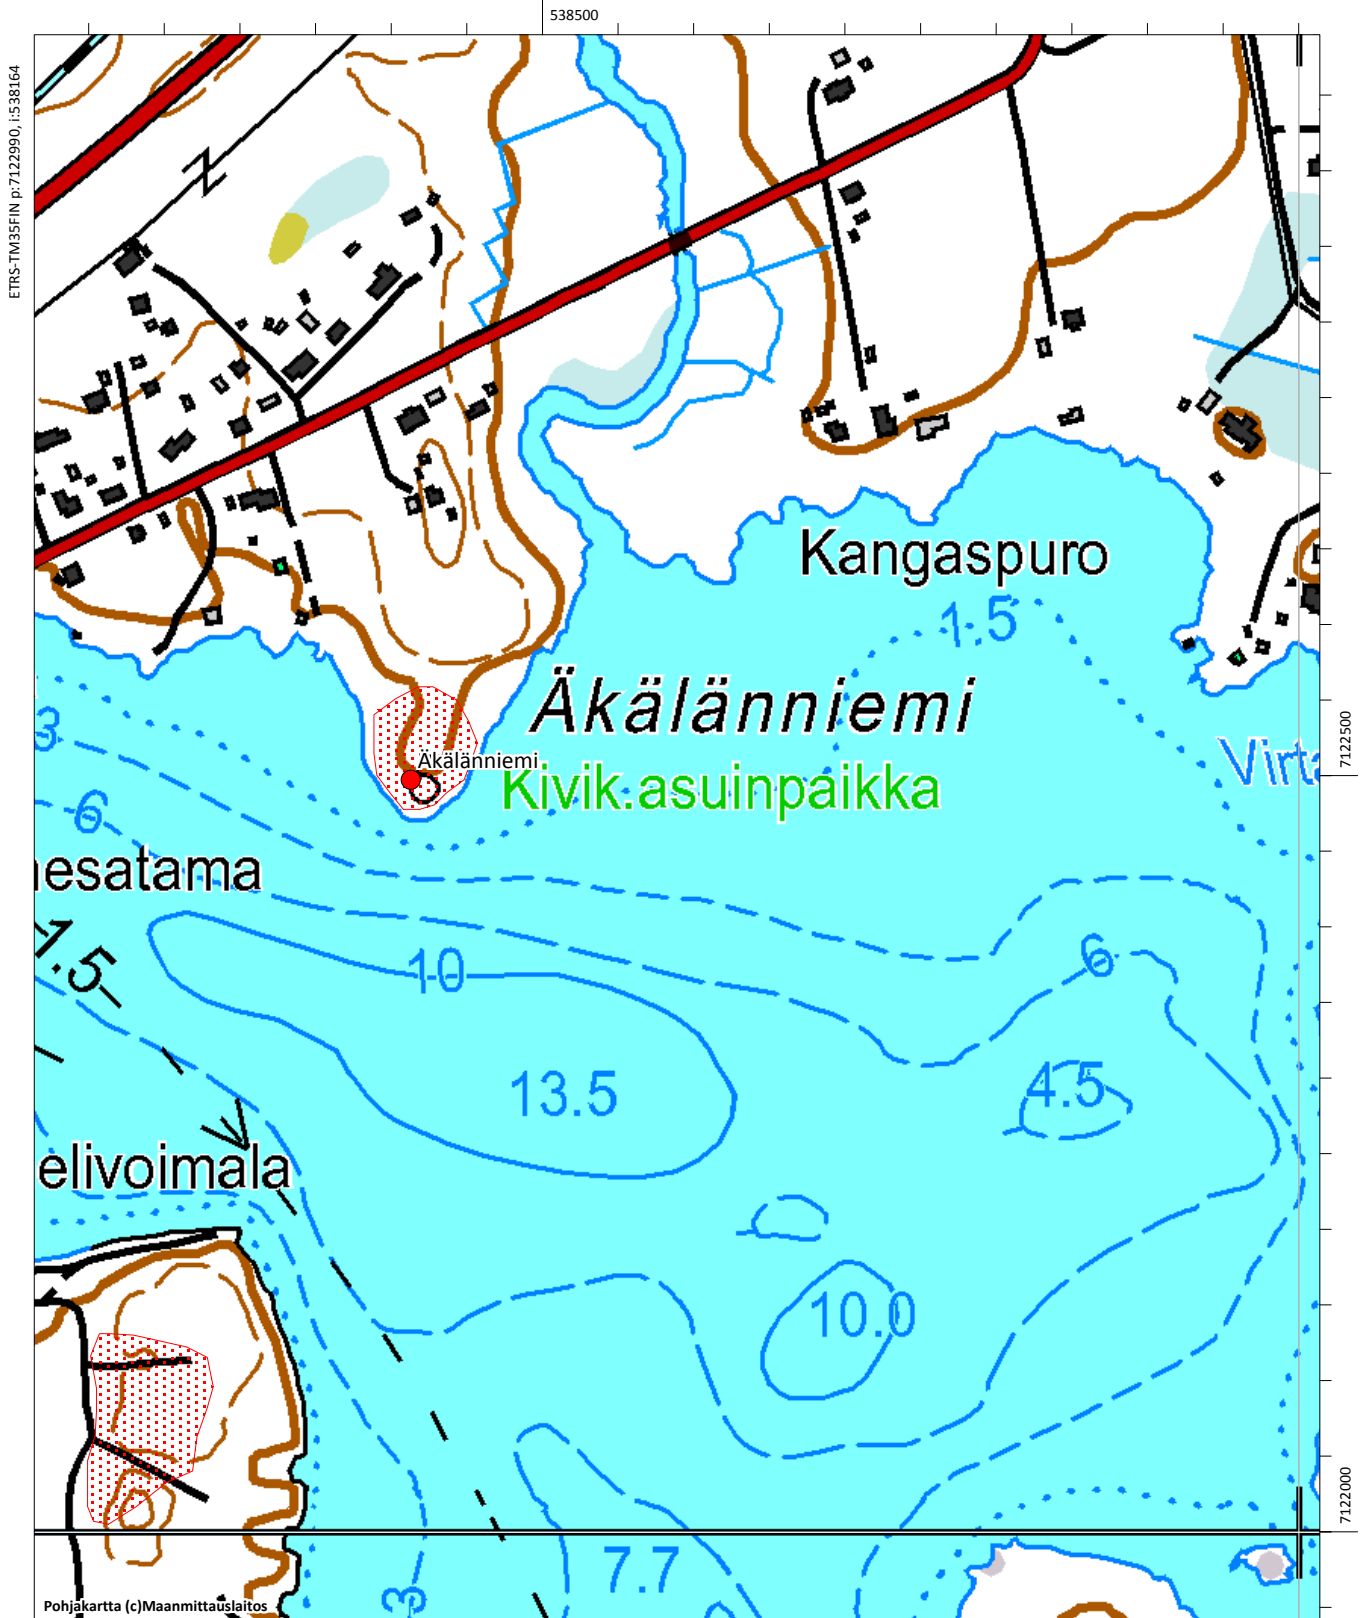 538500
ETRS-TM35FIN p:7122990, i:538164
Kangaspuro
1.5
Äkälänniemi
7122500
3
Äkälänniemi
Kivik.asuinpaikka
Virta
6
esatama
1.5
10
6
13.5
4.5
elivoimala
10.0
7122000
7.7
3
Pohjakartta (c)Maanmittauslaitos